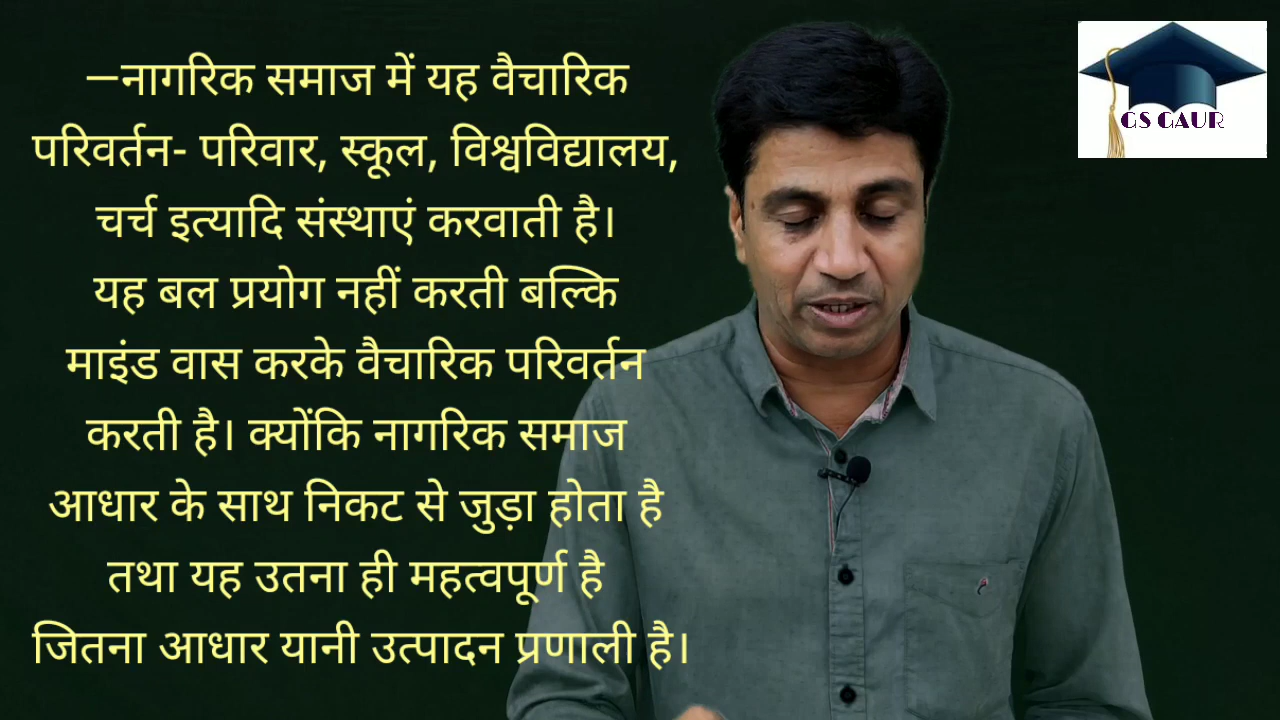 —नागरिक समाज में यह वैचारिक
परिवर्तन- परिवार, स्कूल, विश्वविद्यालय,
चर्च इत्यादि संस्थाएं करवाती है।
यह बल प्रयोग नहीं करती बल्कि
माइंड वास करके वैचारिक परिवर्तन
करती है। क्योंकि नागरिक समाज
आधार के साथ निकट से जुड़ा होता है
तथा यह उतना ही महत्वपूर्ण है
जितना आधार यानी उत्पादन प्रणाली है।
GS GAUR